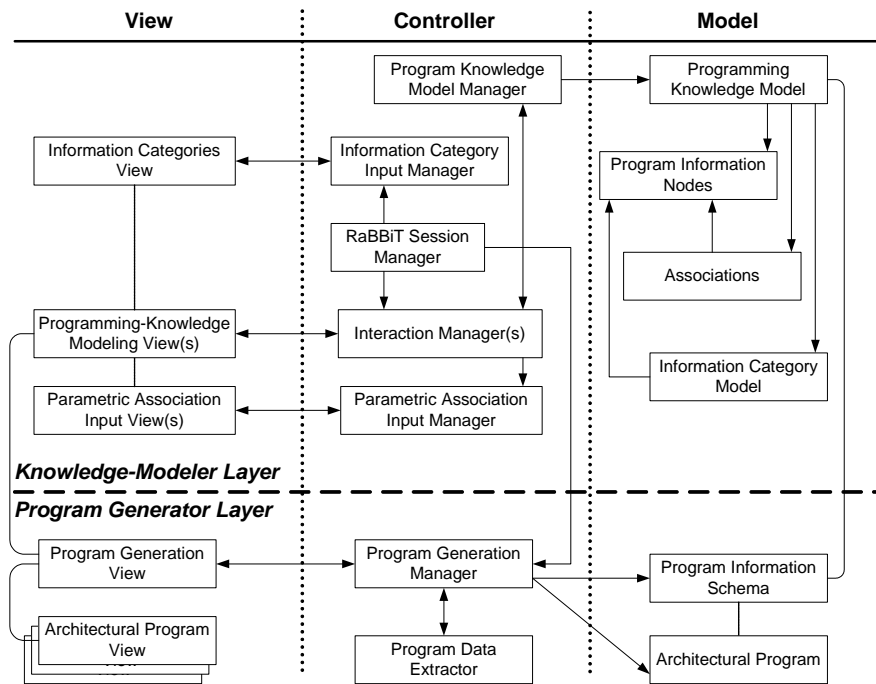 View
Controller
Model
Program Knowledge
Model Manager
Programming
Knowledge Model
Information Categories
View
Information Category
Input Manager
Program Information
Nodes
RaBBiT Session
Manager
Associations
Programming-Knowledge
Modeling View(s)
Interaction Manager(s)
Information Category
Model
Parametric Association
Input View(s)
Parametric Association
Input Manager
Knowledge-Modeler Layer
Program Generator Layer
Program Generation
View
Program Generation
Manager
Program Information
Schema
Architectural Program
View
Program Data
Extractor
Architectural Program